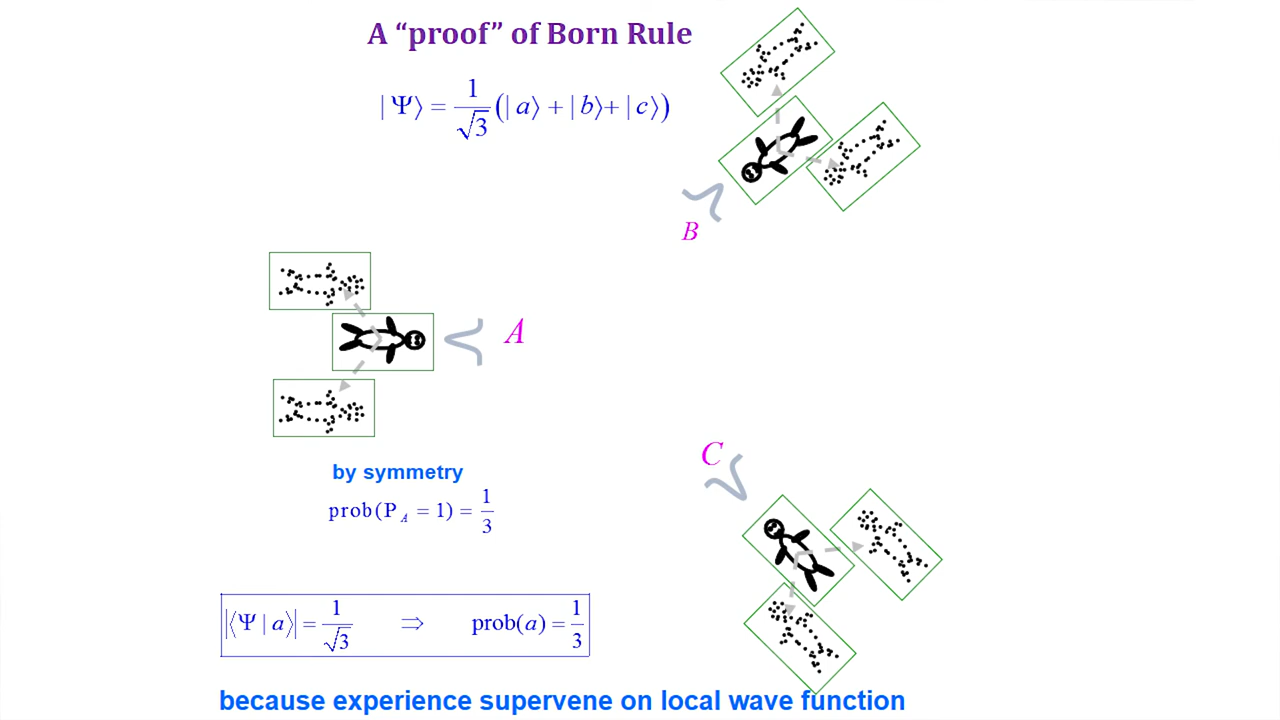 A “proof” of Born Rule
| Ψ⟩ = 1/√3 (| a⟩ + | b⟩ + | c⟩)
B
A
C
by symmetry
prob(P_A = 1) = 1/3
|⟨Ψ | a⟩| = 1/√3 ⇒ prob(a) = 1/3
because experience supervene on local wave function